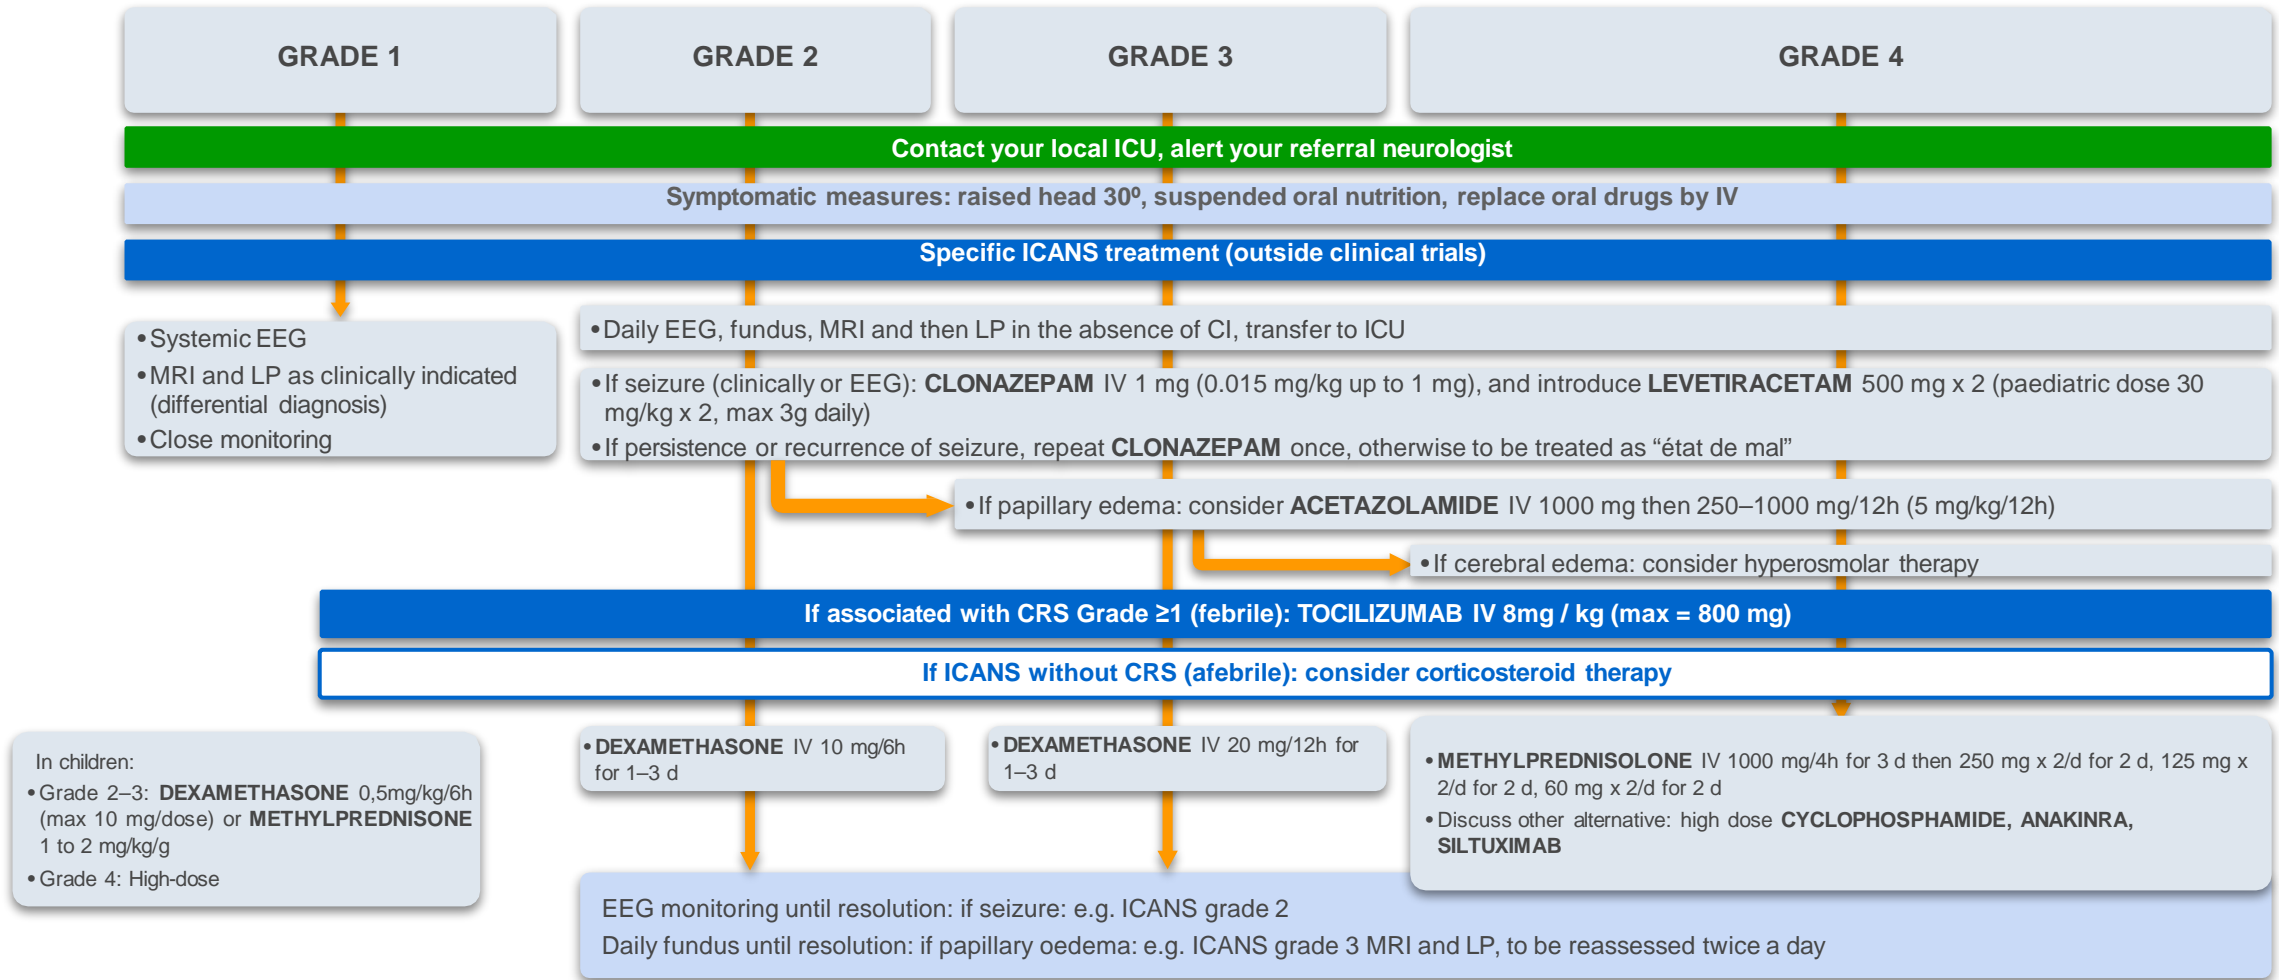 GRADE 1
GRADE 2
GRADE 3
GRADE 4
Contact your local ICU, alert your referral neurologist
Symptomatic measures: raised head 30º, suspended oral nutrition, replace oral drugs by IV
Specific ICANS treatment (outside clinical trials)
•Systemic EEG
•MRI and LP as clinically indicated
(differential diagnosis)
•Close monitoring
•Daily EEG, fundus, MRI and then LP in the absence of CI, transfer to ICU
•If seizure (clinically or EEG): CLONAZEPAM IV 1 mg (0.015 mg/kg up to 1 mg), and introduce LEVETIRACETAM 500 mg x 2 (paediatric dose 30
mg/kg x 2, max 3g daily)
•If persistence or recurrence of seizure, repeat CLONAZEPAM once, otherwise to be treated as “état de mal”
•If papillary edema: consider ACETAZOLAMIDE IV 1000 mg then 250–1000 mg/12h (5 mg/kg/12h)
•If cerebral edema: consider hyperosmolar therapy
If associated with CRS Grade ≥1 (febrile): TOCILIZUMAB IV 8mg / kg (max = 800 mg)
If ICANS without CRS (afebrile): consider corticosteroid therapy
In children:
•Grade 2–3: DEXAMETHASONE 0,5mg/kg/6h
(max 10 mg/dose) or METHYLPREDNISONE
1 to 2 mg/kg/g
•Grade 4: High-dose
•DEXAMETHASONE IV 10 mg/6h
for 1–3 d
•DEXAMETHASONE IV 20 mg/12h for
1–3 d
•METHYLPREDNISOLONE IV 1000 mg/4h for 3 d then 250 mg x 2/d for 2 d, 125 mg x
2/d for 2 d, 60 mg x 2/d for 2 d
•Discuss other alternative: high dose CYCLOPHOSPHAMIDE, ANAKINRA,
SILTUXIMAB
EEG monitoring until resolution: if seizure: e.g. ICANS grade 2
Daily fundus until resolution: if papillary oedema: e.g. ICANS grade 3 MRI and LP, to be reassessed twice a day